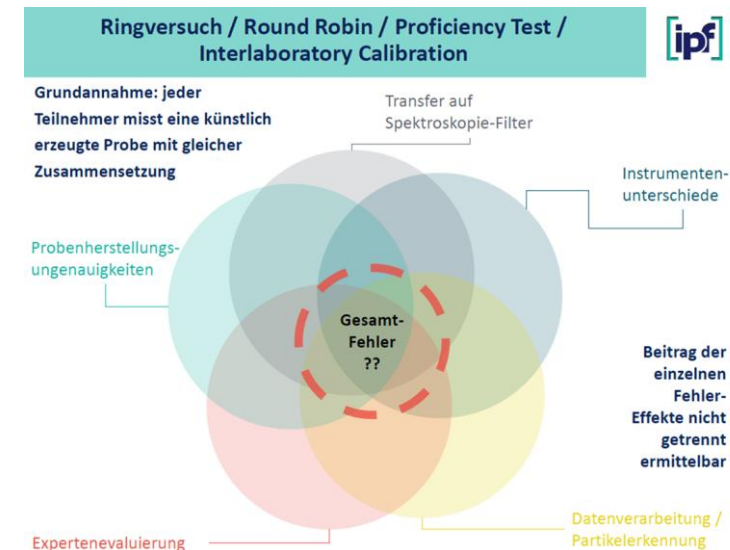 Ringversuch / Round Robin / Proficiency Test /
Interlaboratory Calibration
[ipf]
Grundannahme: jeder
Teilnehmer misst eine künstlich
erzeugte Probe mit gleicher
Zusammensetzung
Transfer auf
Spektroskopie-Filter
Instrumenten-
unterschiede
Probenherstellungs-
ungenauigkeiten
Gesamt-
Fehler
??
Beitrag der
einzelnen
Fehler-
Effekte nicht
getrennt
ermittelbar
Expertenevaluierung
Datenverarbeitung /
Partikelerkennung